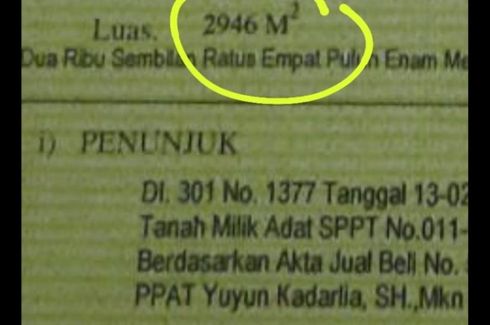 Luas. 2946 M²
Dua Ribu Sembilan Ratus Empat Puluh Enam Me
i) PENUNJUK
DI. 301 No. 1377 Tanggal 13-02
Tanah Milik Adat SPPT No.011-
Berdasarkan Akta Jual Beli No.
PPAT Yuyun Kadarlia, SH.,Mkn